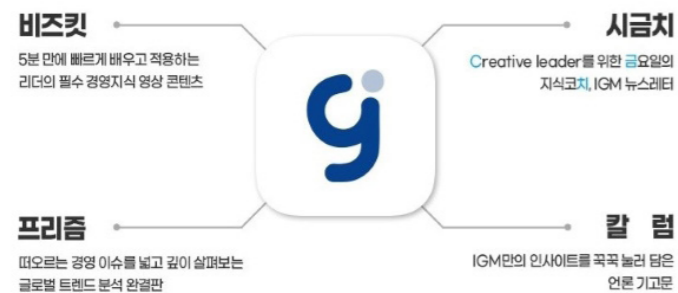 비즈킷
5분 만에 빠르게 배우고 적용하는
리더의 필수 경영지식 영상 콘텐츠
시금치
Creative leader를 위한 금요일의
지식코치, IGM 뉴스레터
프리즘
떠오르는 경영 이슈를 넓고 깊이 살펴보는
글로벌 트렌드 분석 완결판
칼 럼
IGM만의 인사이트를 꾹꾹 눌러 담은
언론 기고문